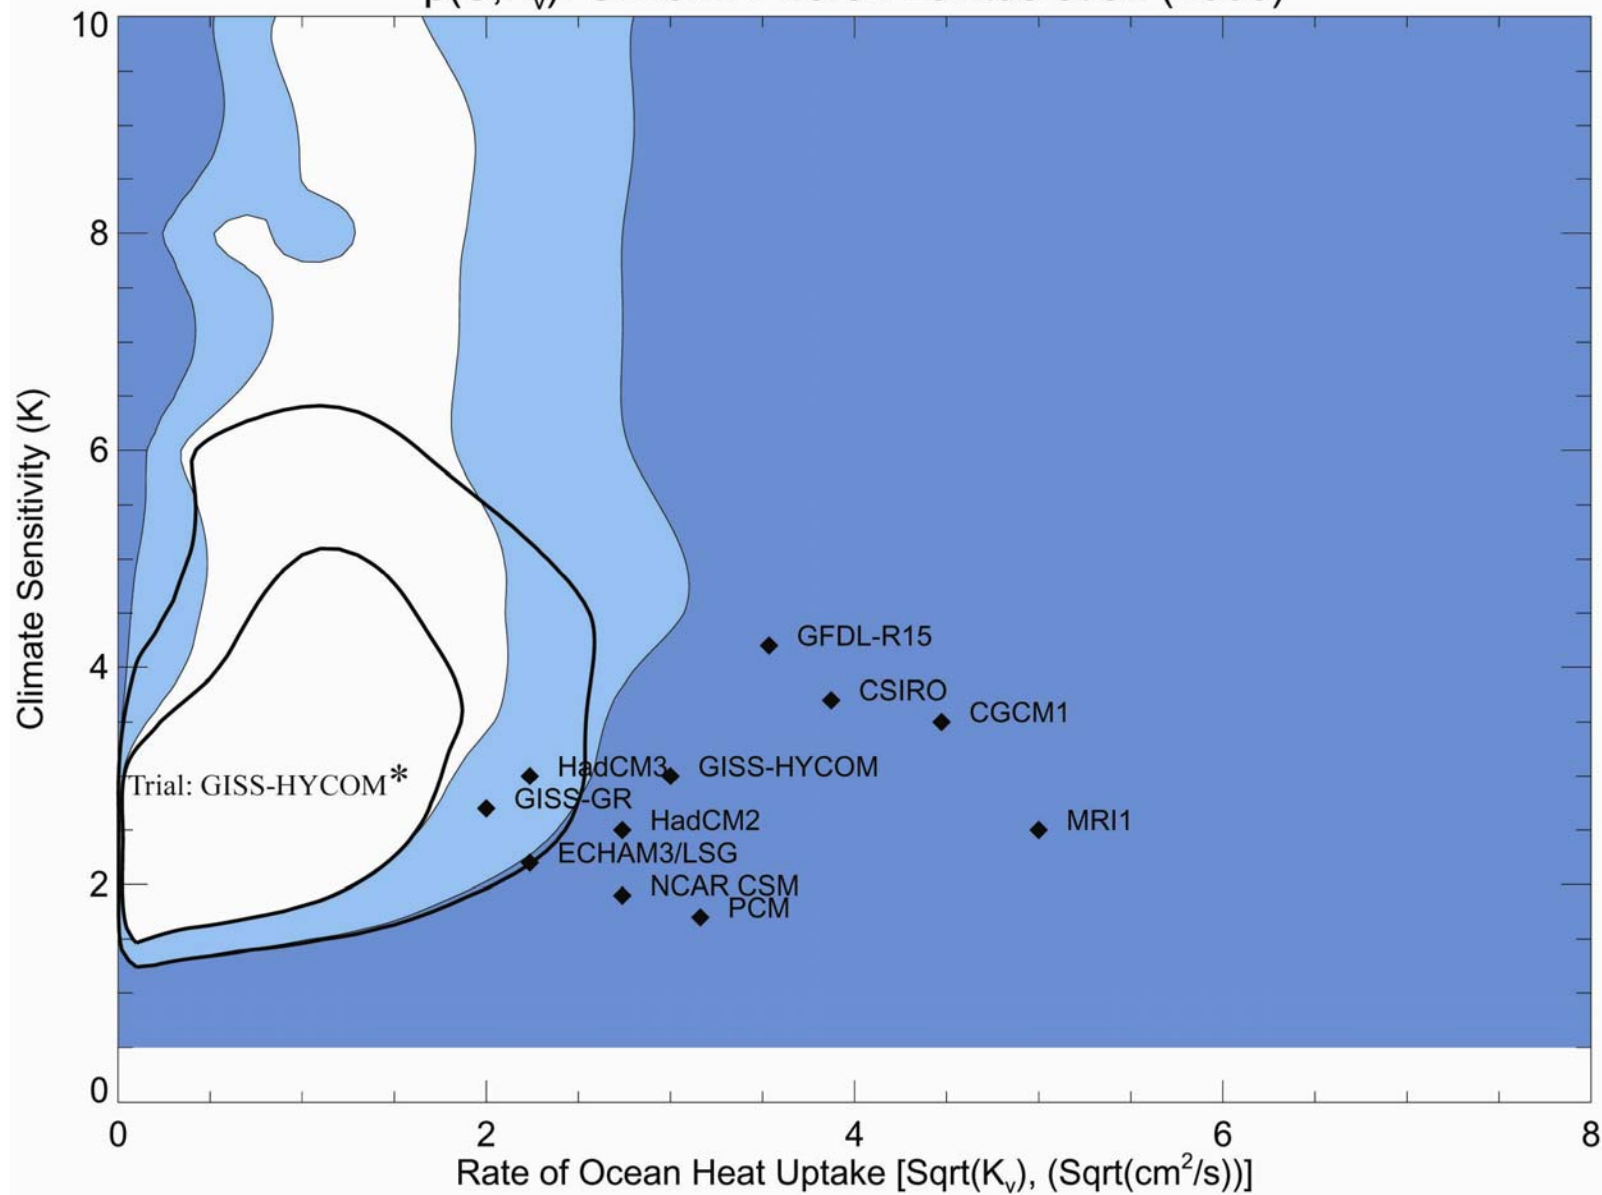 10
8
6
4
2
0
0 2 4 6 8
Climate Sensitivity (K)
Rate of Ocean Heat Uptake [Sqrt(Kv), (Sqrt(cm²/s))]
GFDL-R15
CSIRO
CGCM1
HadCM3
GISS-HYCOM
Trial: GISS-HYCOM*
GISS-GR
HadCM2
MRI1
ECHAM3/LSG
NCAR CSM
PCM